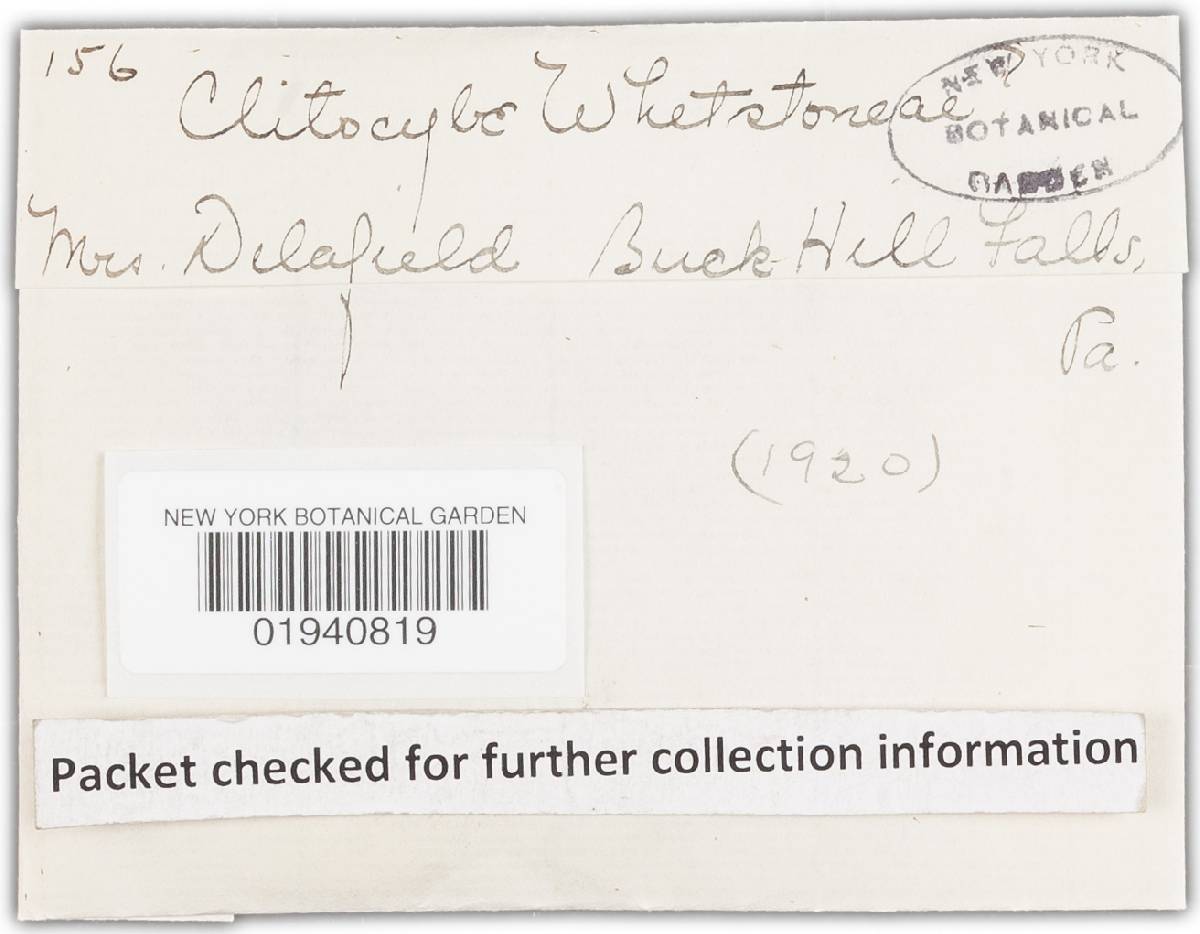 156
Clitocybe Whetstoneae ?
NEW YORK
BOTANICAL
GARDEN
Mrs. Delafield Buck Hill Falls,
Pa.
(1920)
NEW YORK BOTANICAL GARDEN
01940819
Packet checked for further collection information